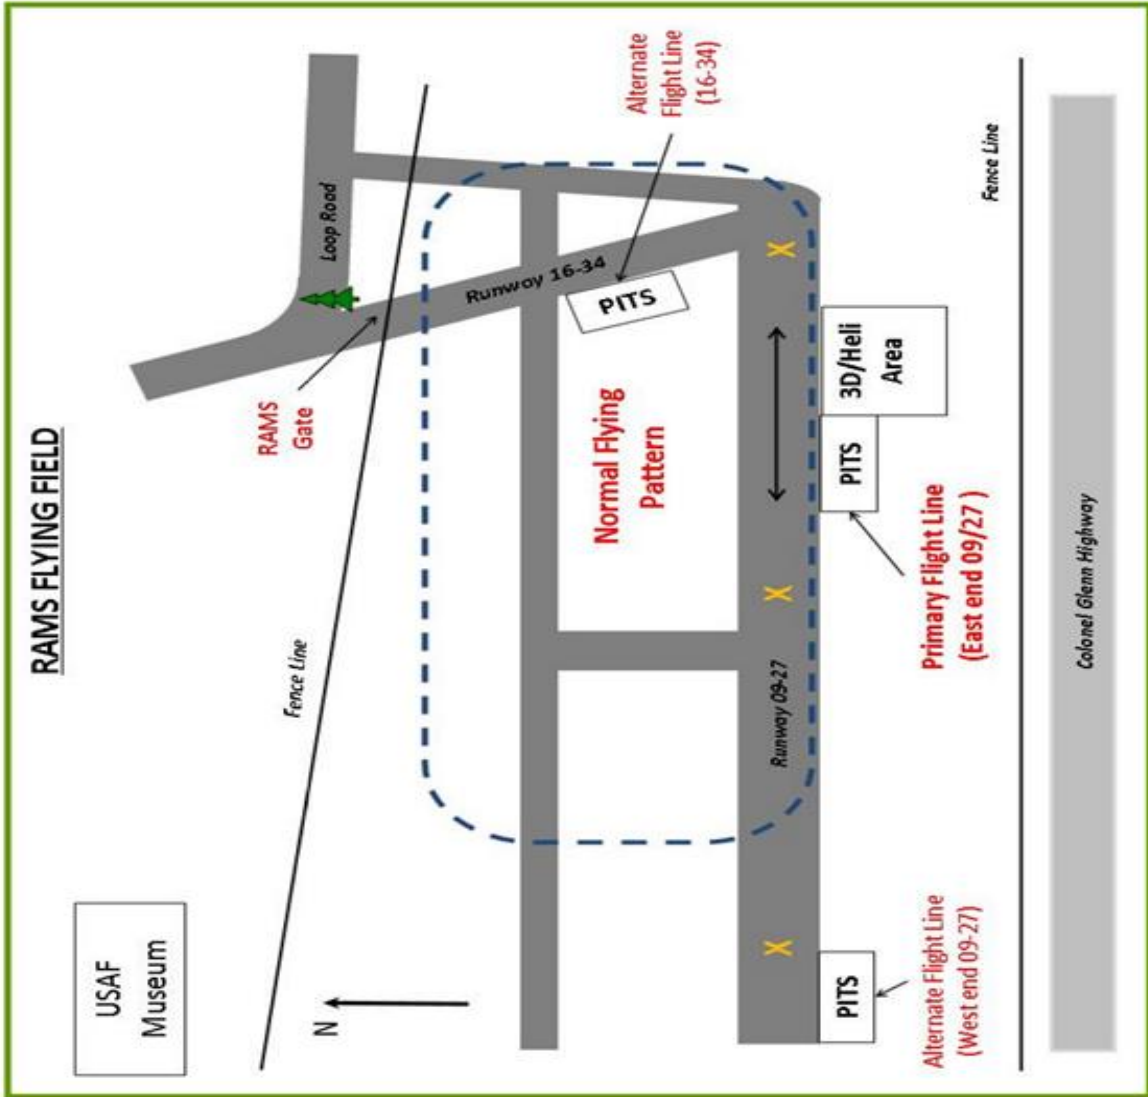 RAMS FLYING FIELD
USAF
Museum
N
Fence Line
RAMS
Gate
Loop Road
Alternate
Flight Line
(16-34)
Runway 16-34
PITS
Normal Flying
Pattern
X
X
X
Runway 09-27
PITS
Alternate Flight Line
(West end 09-27)
PITS
3D/Heli
Area
Primary Flight Line
(East end 09/27 )
Fence Line
Colonel Glenn Highway